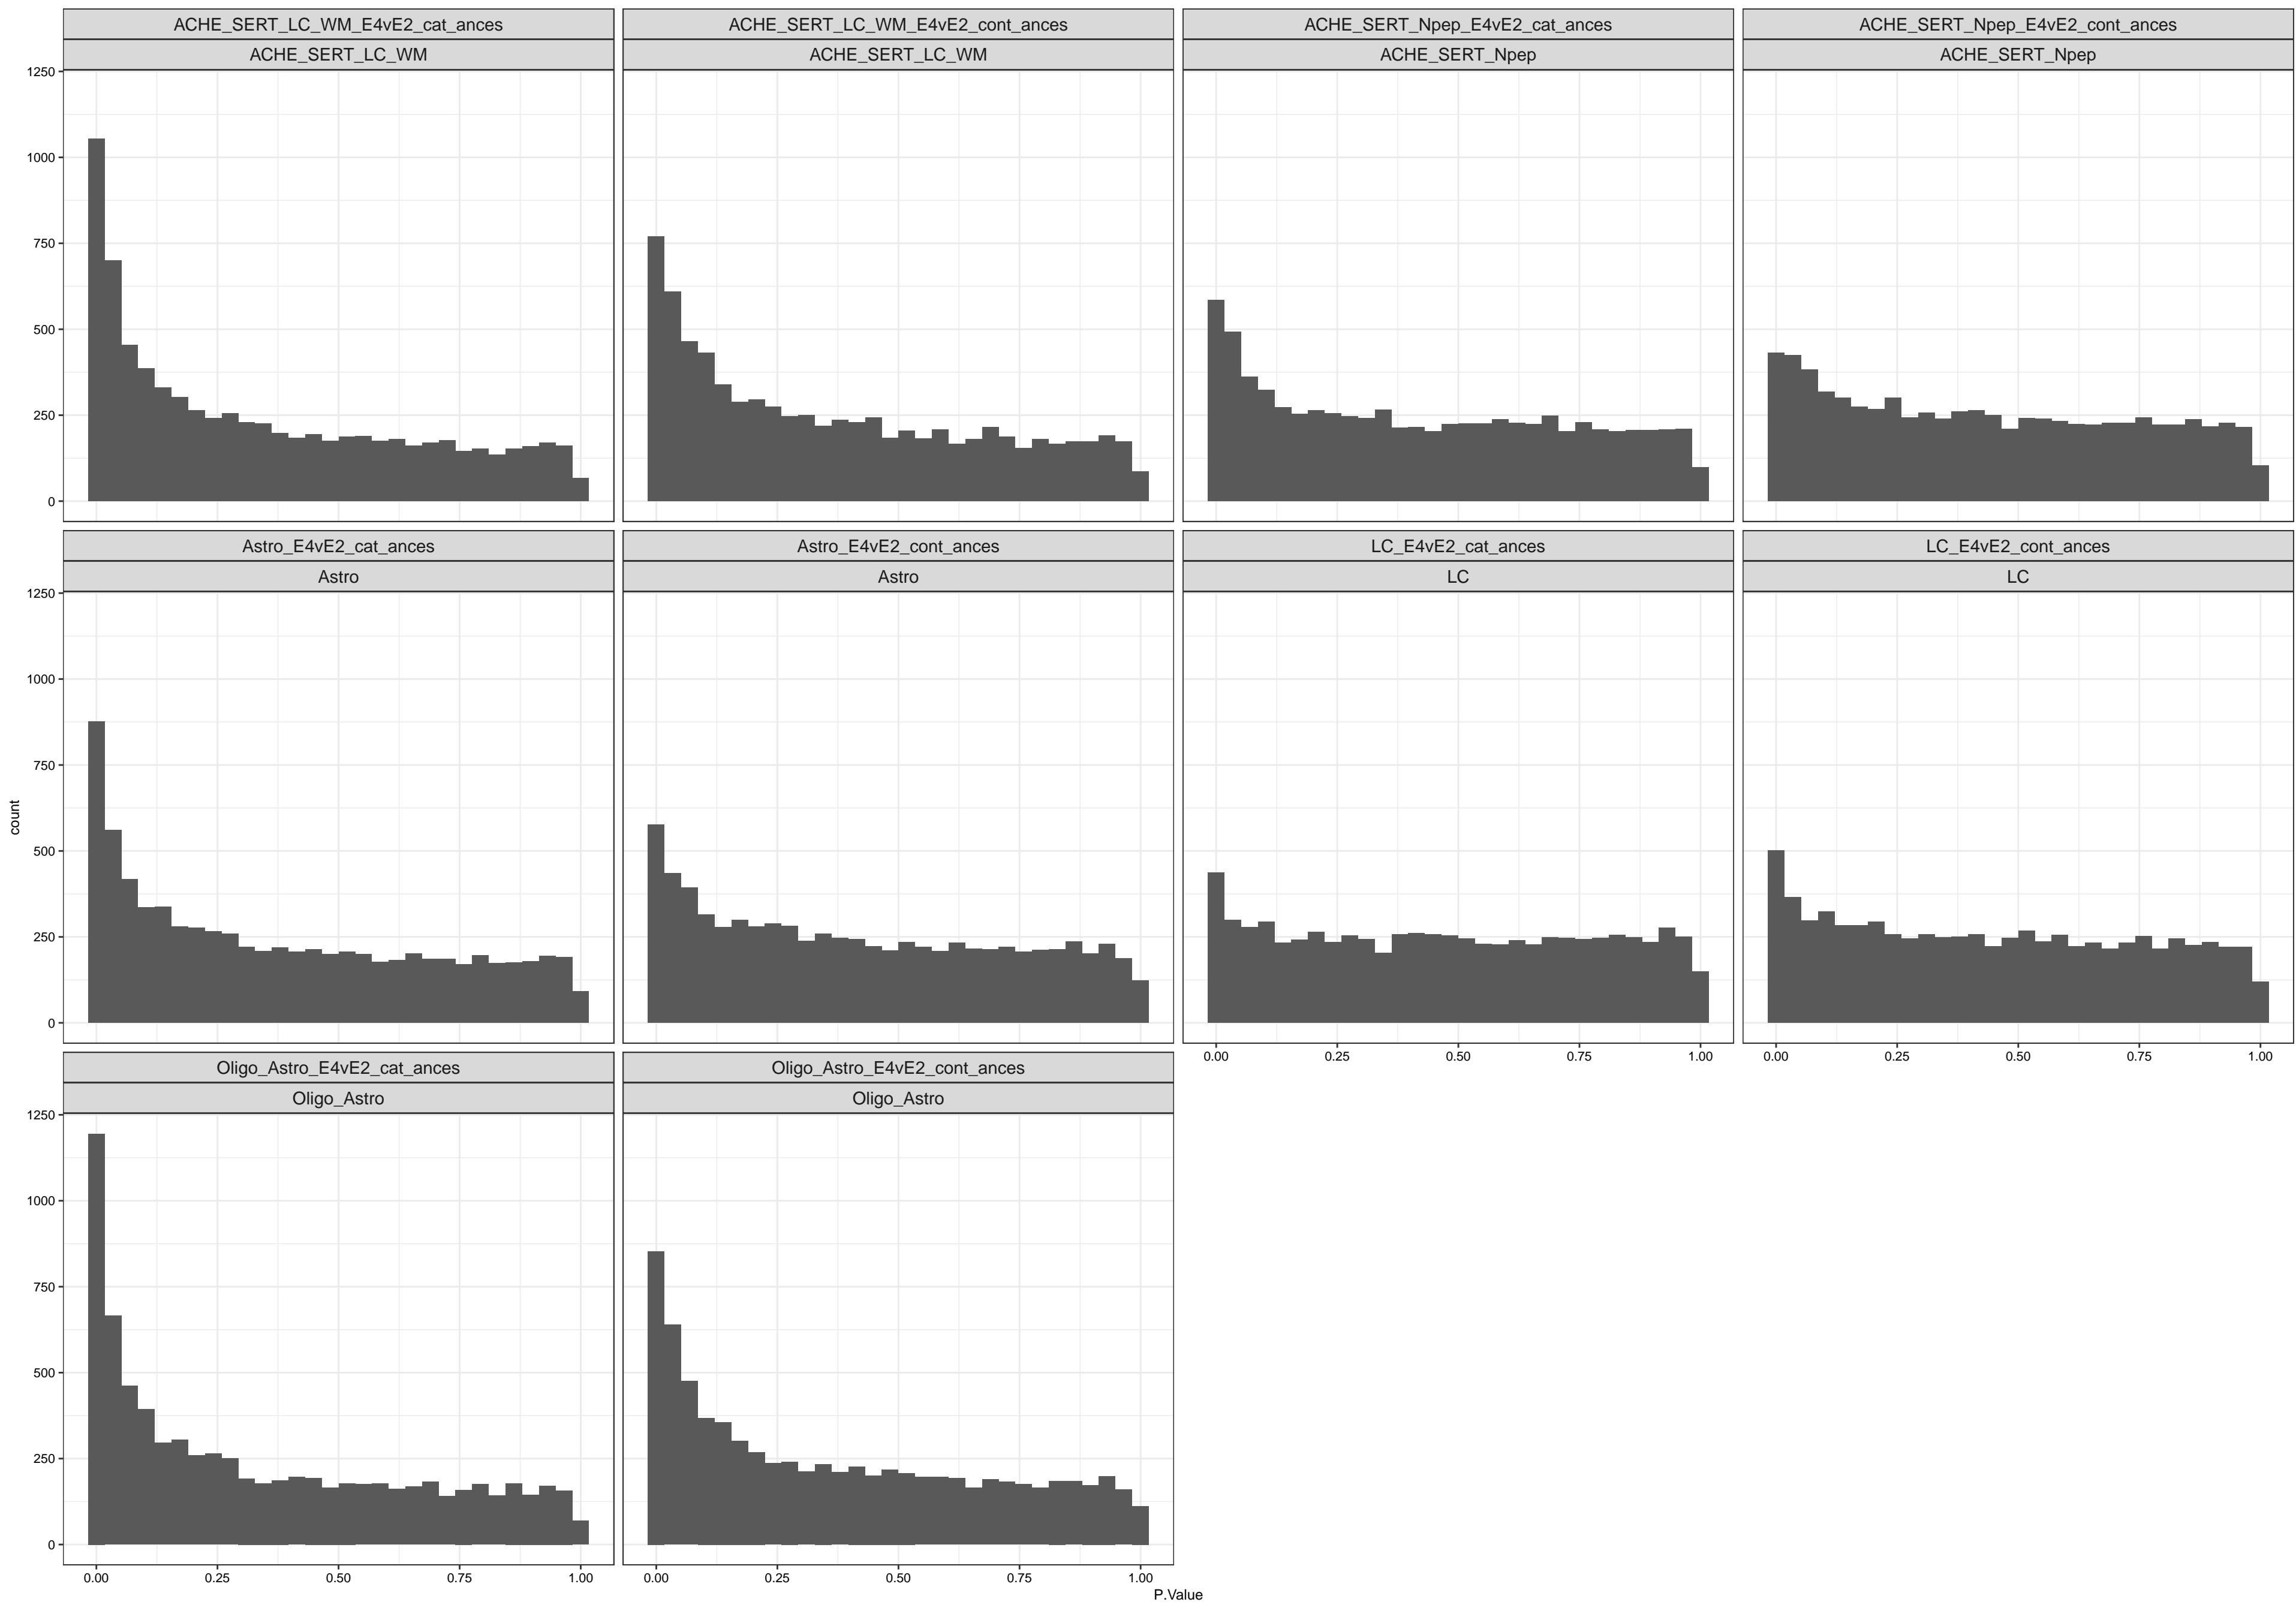 ACHE_SERT_LC_WM_E4vE2_cat_ances
ACHE_SERT_LC_WM
ACHE_SERT_LC_WM_E4vE2_cont_ances
ACHE_SERT_LC_WM
ACHE_SERT_Npep_E4vE2_cat_ances
ACHE_SERT_Npep
ACHE_SERT_Npep_E4vE2_cont_ances
ACHE_SERT_Npep
1250
1000
750
500
250
0
Astro_E4vE2_cat_ances
Astro
Astro_E4vE2_cont_ances
Astro
LC_E4vE2_cat_ances
LC
LC_E4vE2_cont_ances
LC
1250
1000
750
500
250
0
count
0.00 0.25 0.50 0.75 1.00
0.00 0.25 0.50 0.75 1.00
Oligo_Astro_E4vE2_cat_ances
Oligo_Astro
Oligo_Astro_E4vE2_cont_ances
Oligo_Astro
1250
1000
750
500
250
0
0.00 0.25 0.50 0.75 1.00
0.00 0.25 0.50 0.75 1.00
P.Value